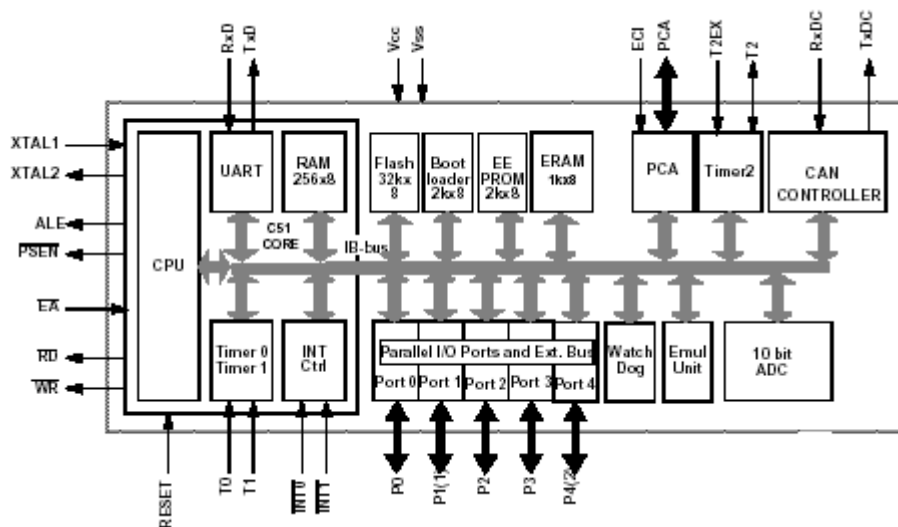 RxD
TxD
Vcc
Vss
ECI
PCA
T2EX
T2
RxDC
TxDC
XTAL1
XTAL2
ALE
PSEN
EA
RD
WR
CPU
UART
RAM
256x8
C51
CORE
IB-bus
Flash
32kx
8
Boot
loader
2kx8
EE
PROM
2kx8
ERAM
1kx8
PCA
Timer2
CAN
CONTROLLER
Timer 0
Timer 1
INT
Ctrl
Parallel I/O Ports and Ext. Bus
Port 0
Port 1
Port 2
Port 3
Port 4
Watch
Dog
Emul
Unit
10 bit
ADC
RESET
T0
T1
INT0
INT1
P0
P1(1)
P2
P3
P4(2)